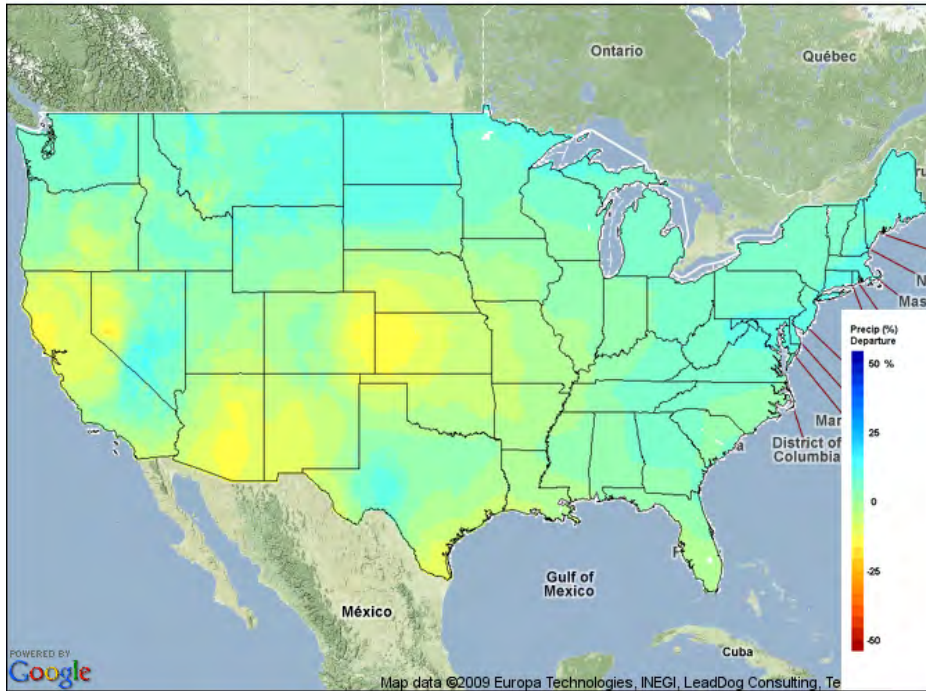 Ontario
Québec
N
Mas
Precip (%)
Departure
50 %
25
0
-25
-50
Mar
District of
Columbia
a
F
Gulf of
Mexico
México
Cuba
POWERED BY
Google
Map data ©2009 Europa Technologies, INEGI, LeadDog Consulting, Te